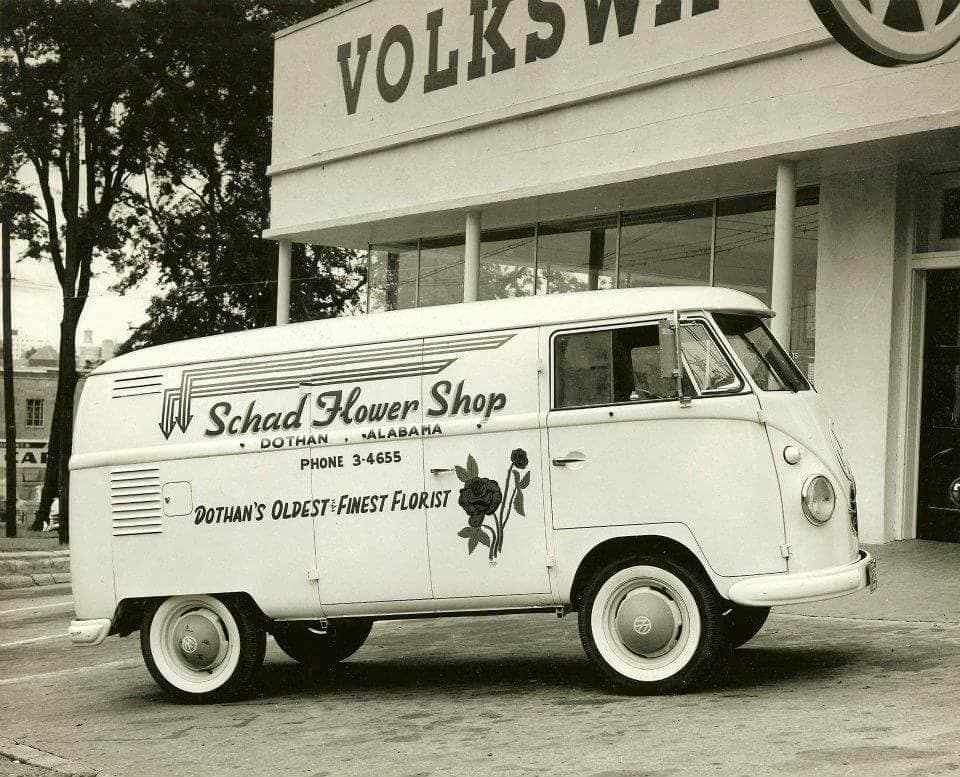 VOLKSW
Schad Flower Shop
• DOTHAN • ALABAMA
PHONE 3-4655
DOTHAN'S OLDEST & FINEST FLORIST